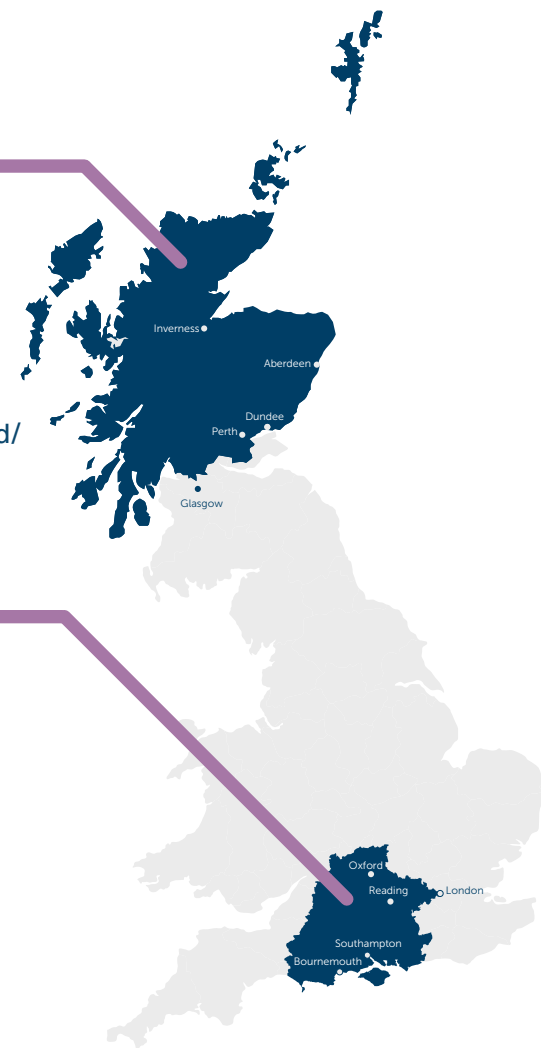 Inverness
Aberdeen
d/
Dundee
Perth
Glasgow
Oxford
Reading
London
Southampton
Bournemouth